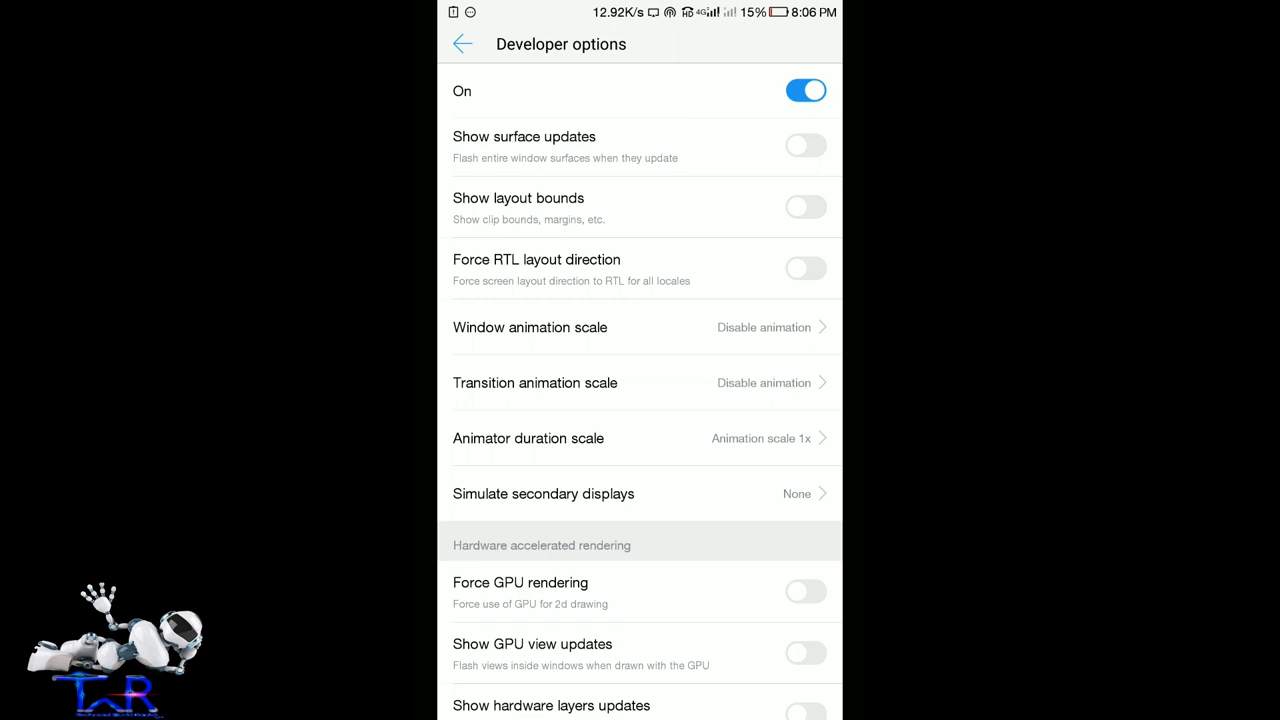 12.92K/s HD 4G 15% 8:06 PM
Developer options
On
Show surface updates
Flash entire window surfaces when they update
Show layout bounds
Show clip bounds, margins, etc.
Force RTL layout direction
Force screen layout direction to RTL for all locales
Window animation scale Disable animation
Transition animation scale Disable animation
Animator duration scale Animation scale 1x
Simulate secondary displays None
Hardware accelerated rendering
Force GPU rendering
Force use of GPU for 2d drawing
Show GPU view updates
Flash views inside windows when drawn with the GPU
Show hardware layers updates